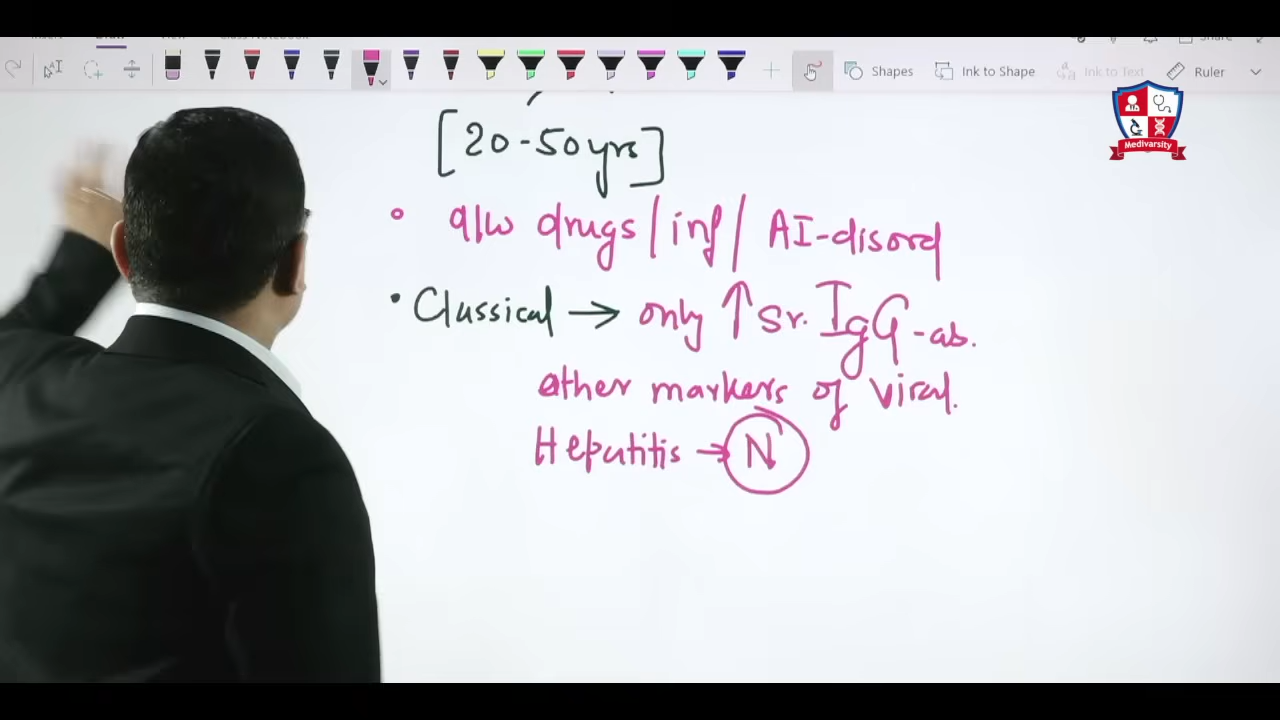 Shapes
Ink to Shape
Ink to Text
Ruler
Medivarsity
[20-50yrs]
• a/w drugs/inf/AI-disord
• Classical → only ↑ Sr. IgG-ab.
other markers of viral.
Hepatitis → N